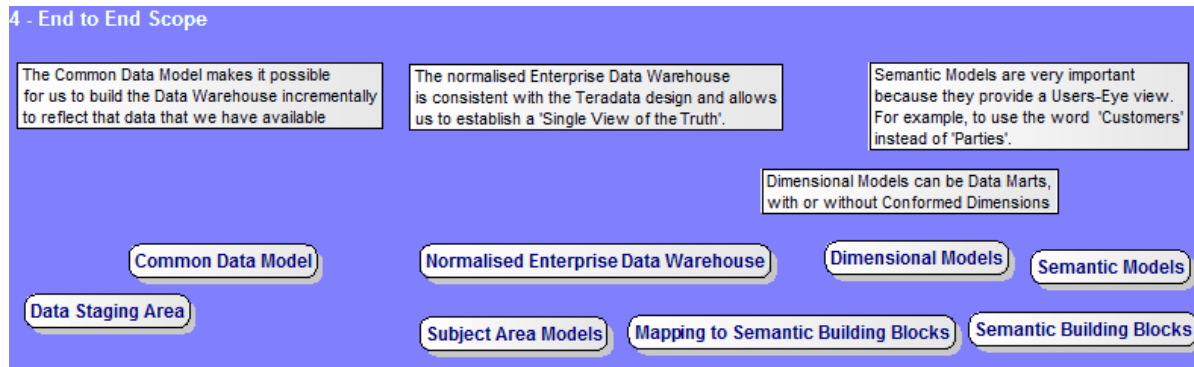 4 - End to End Scope
The Common Data Model makes it possible
for us to build the Data Warehouse incrementally
to reflect that data that we have available
The normalised Enterprise Data Warehouse
is consistent with the Teradata design and allows
us to establish a 'Single View of the Truth'.
Semantic Models are very important
because they provide a Users-Eye view.
For example, to use the word 'Customers'
instead of 'Parties'.
Dimensional Models can be Data Marts,
with or without Conformed Dimensions
Common Data Model
Normalised Enterprise Data Warehouse
Dimensional Models
Semantic Models
Data Staging Area
Subject Area Models
Mapping to Semantic Building Blocks
Semantic Building Blocks